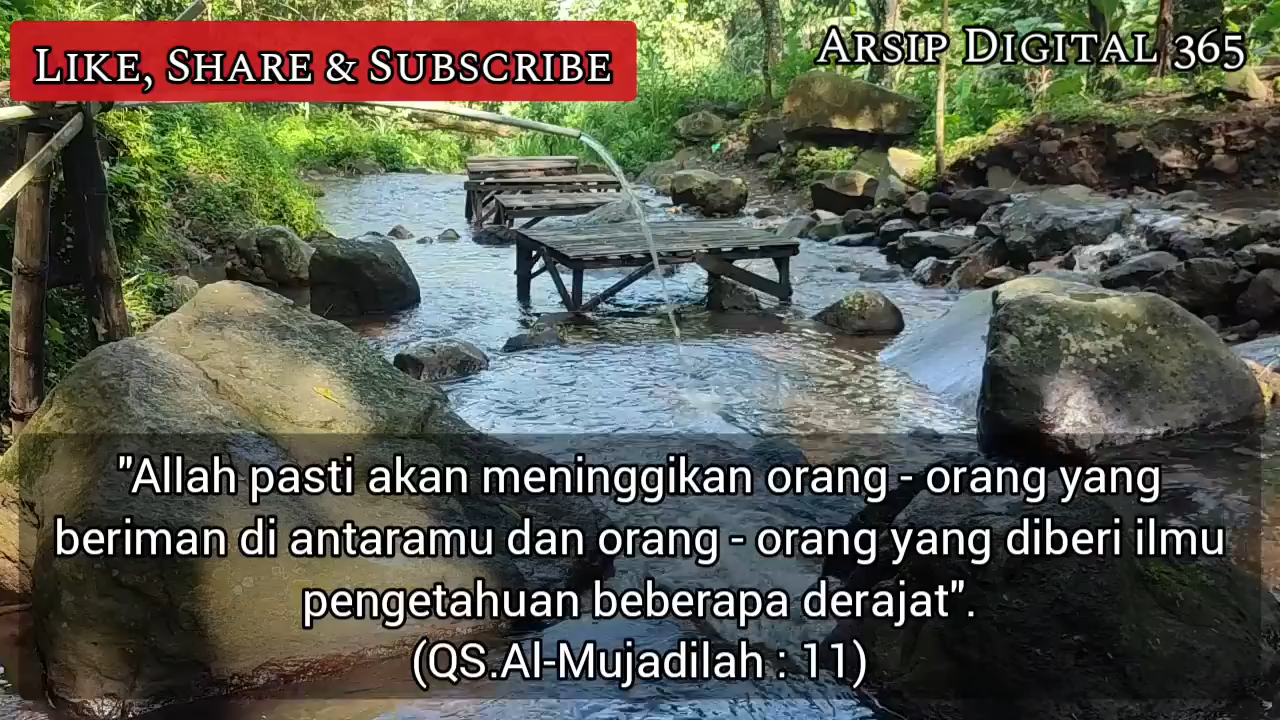 LIKE, SHARE & SUBSCRIBE
ARSIP DIGITAL 365
"Allah pasti akan meninggikan orang - orang yang
beriman di antaramu dan orang - orang yang diberi ilmu
pengetahuan beberapa derajat".
(QS.Al-Mujadilah : 11)